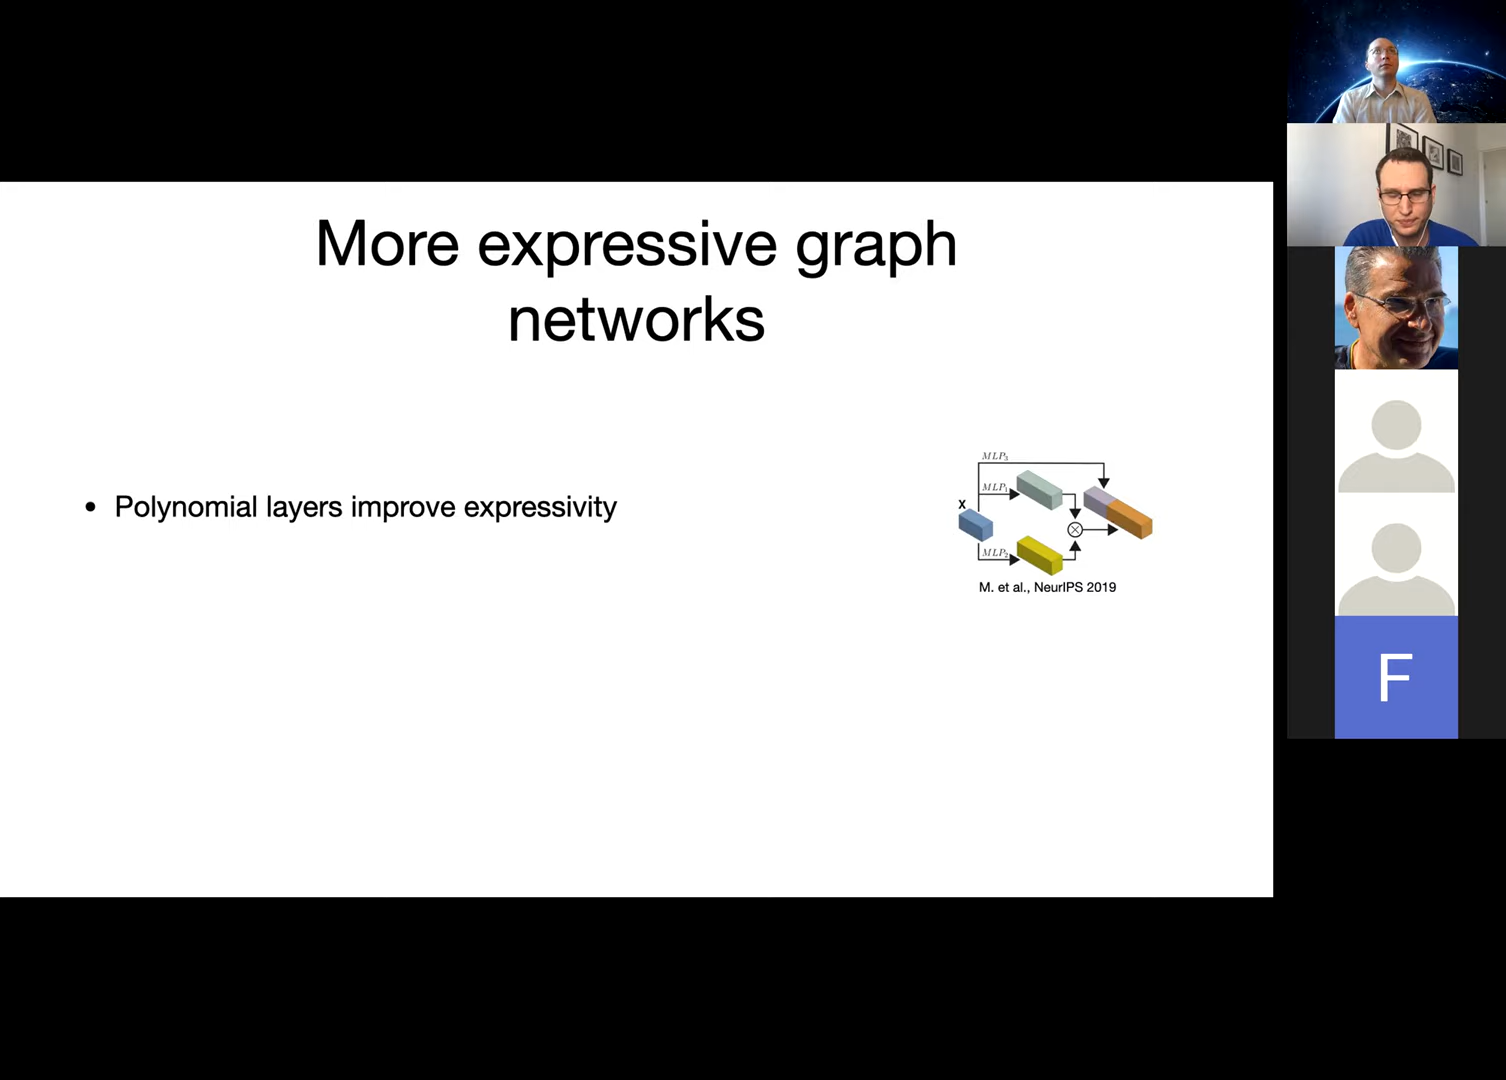 More expressive graph
networks
• Polynomial layers improve expressivity
MLP₃
MLP₁
X
MLP₂
M. et al., NeurIPS 2019
F